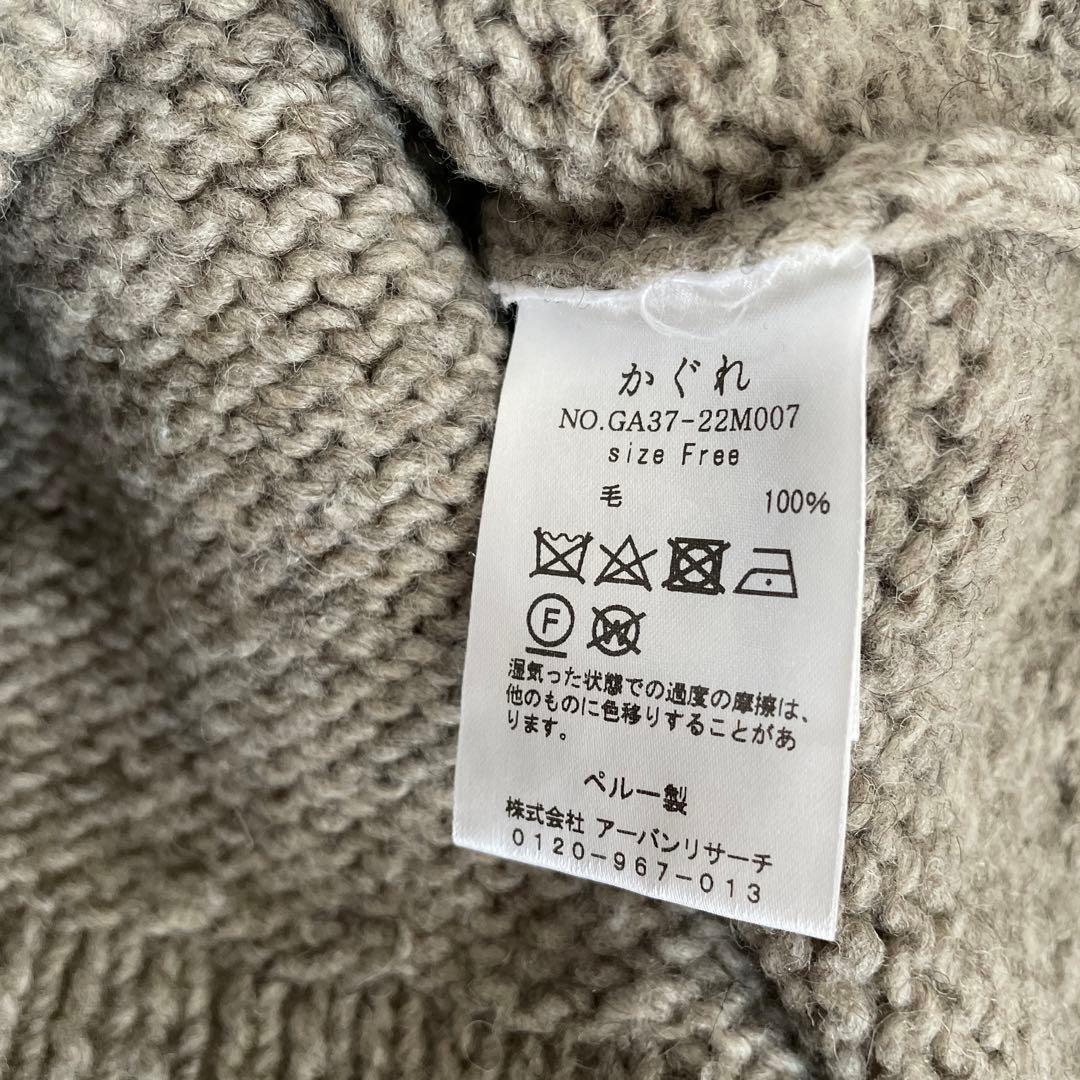 かぐれ
NO.GA37-22M007
size Free
毛 100%
F W
湿気った状態での過度の摩擦は、
他のものに色移りすることがあ
ります。
ペルー製
株式会社 アーバンリサーチ
0120-967-013